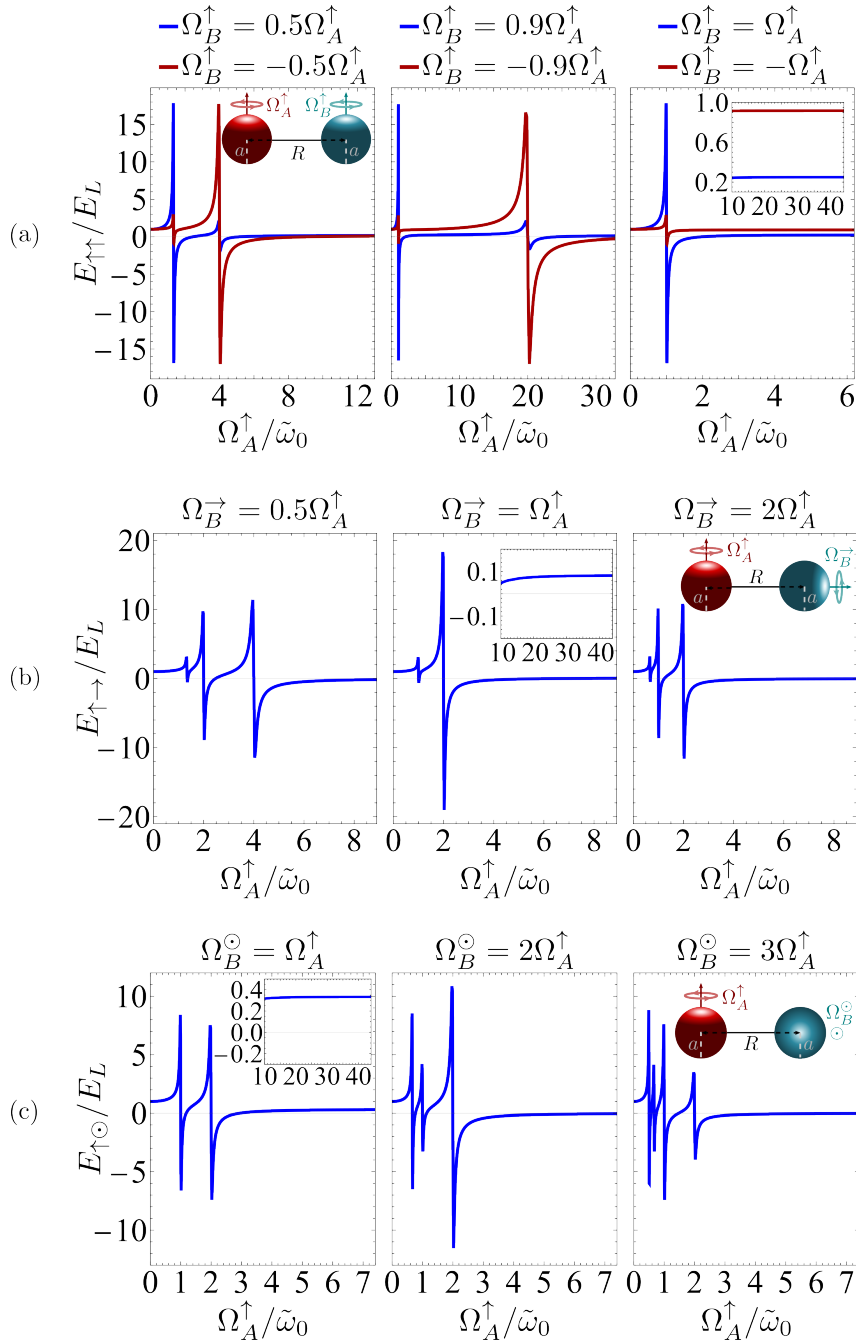 Ω_B^↑ = 0.5Ω_A^↑ Ω_B^↑ = 0.9Ω_A^↑ Ω_B^↑ = Ω_A^↑
Ω_B^↑ = −0.5Ω_A^↑ Ω_B^↑ = −0.9Ω_A^↑ Ω_B^↑ = −Ω_A^↑
(a)
E_↑↑/E_L
15
10
5
0
−5
−10
−15
Ω_A^↑ Ω_B^↑
a R a
1.0
0.6
0.2
10 20 30 40
0 4 8 12
0 10 20 30
0 2 4 6
Ω_A^↑/ω̃_0 Ω_A^↑/ω̃_0 Ω_A^↑/ω̃_0
Ω_B^→ = 0.5Ω_A^↑ Ω_B^→ = Ω_A^↑ Ω_B^→ = 2Ω_A^↑
(b)
E_↑→/E_L
20
10
0
−10
−20
0.1
−0.1
10 20 30 40
Ω_A^↑ Ω_B^→
a R a
0 2 4 6 8
0 2 4 6 8
0 2 4 6 8
Ω_A^↑/ω̃_0 Ω_A^↑/ω̃_0 Ω_A^↑/ω̃_0
Ω_B^⊙ = Ω_A^↑ Ω_B^⊙ = 2Ω_A^↑ Ω_B^⊙ = 3Ω_A^↑
(c)
E_↑⊙/E_L
10
5
0
−5
−10
0.4
0.3
0.0
−0.2
10 20 30 40
Ω_A^↑ Ω_B^⊙
⊙
a R a
0 1 2 3 4 5 6 7
0 1 2 3 4 5 6 7
0 1 2 3 4 5 6 7
Ω_A^↑/ω̃_0 Ω_A^↑/ω̃_0 Ω_A^↑/ω̃_0